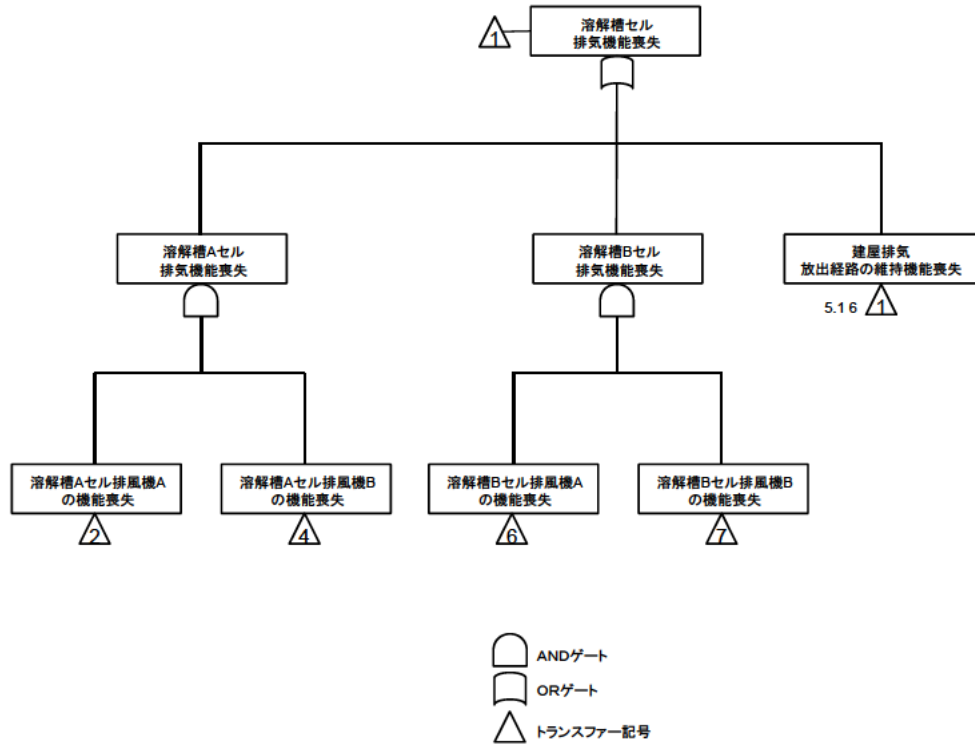 溶解槽セル
排気機能喪失
1
溶解槽Aセル
排気機能喪失
溶解槽Bセル
排気機能喪失
建屋排気
放出経路の維持機能喪失
5.1 6
1
溶解槽Aセル排風機A
の機能喪失
2
溶解槽Aセル排風機B
の機能喪失
4
溶解槽Bセル排風機A
の機能喪失
6
溶解槽Bセル排風機B
の機能喪失
7
ANDゲート
ORゲート
トランスファー記号